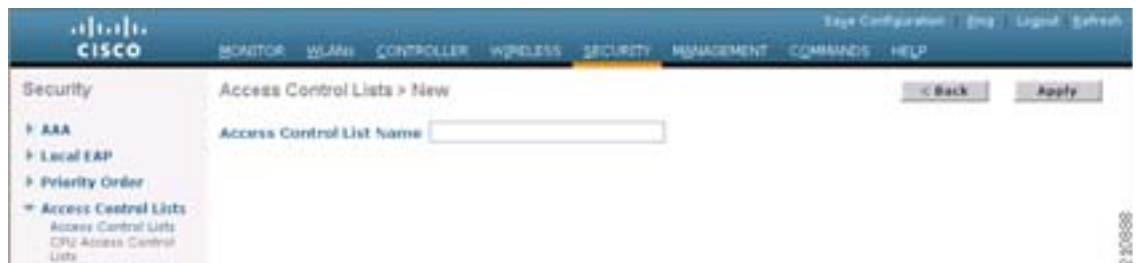 Save Configuration Ping Logout Refresh
CISCO
MONITOR WLANs CONTROLLER WIRELESS SECURITY MANAGEMENT COMMANDS HELP
Security
Access Control Lists > New
< Back Apply
AAA
Access Control List Name
Local EAP
Priority Order
Access Control Lists
Access Control Lists
CPU Access Control
Lists
210888